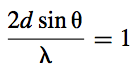 2d sin θ / λ = 1